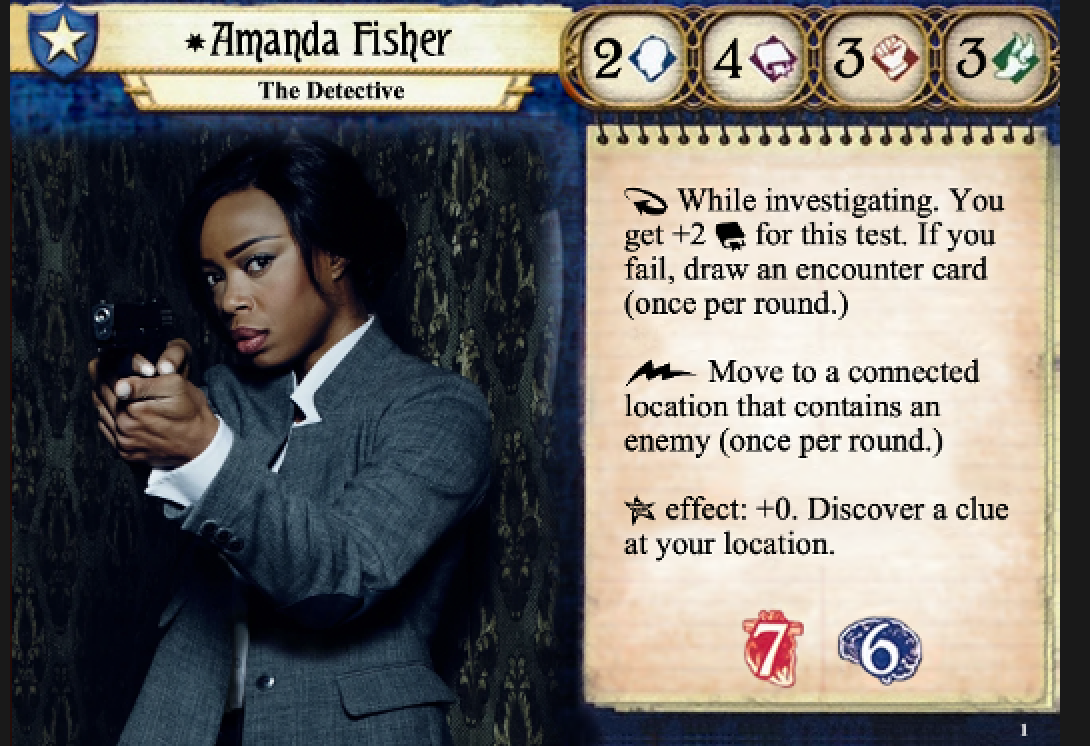 Amanda Fisher
The Detective
2 4 3 3
While investigating. You
get +2 for this test. If you
fail, draw an encounter card
(once per round.)
Move to a connected
location that contains an
enemy (once per round.)
effect: +0. Discover a clue
at your location.
7 6
1